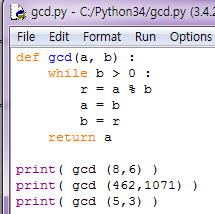 gcd.py - C:/Python34/gcd.py (3.4.2
File Edit Format Run Options
def gcd(a, b) :
    while b > 0 :
        r = a % b
        a = b
        b = r
    return a
print( gcd (8,6) )
print( gcd (462,1071) )
print( gcd (5,3) )